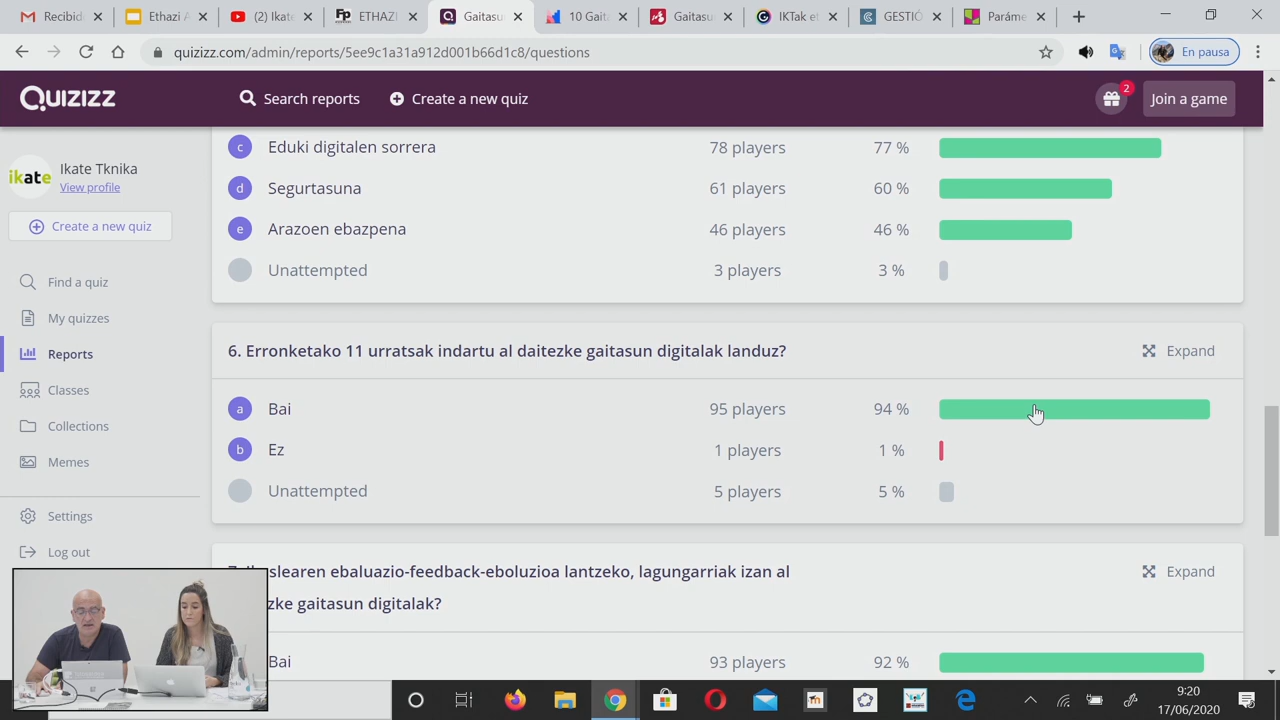 Recibid
Ethazi A
(2) Ikate
ETHAZ
Gaitasu
10 Gait
Gaitasu
IKTak et
GESTIÓ
Paráme
quizizz.com/admin/reports/5ee9c1a31a912d001b66d1c8/questions
En pausa
QUIZIZZ
Search reports
Create a new quiz
2
Join a game
ikate
Ikate Tknika
View profile
Create a new quiz
Find a quiz
My quizzes
Reports
Classes
Collections
Memes
Settings
Log out
c Eduki digitalen sorrera 78 players 77 %
d Segurtasuna 61 players 60 %
e Arazoen ebazpena 46 players 46 %
Unattempted 3 players 3 %
6. Erronketako 11 urratsak indartu al daitezke gaitasun digitalak landuz? Expand
a Bai 95 players 94 %
b Ez 1 players 1 %
Unattempted 5 players 5 %
ebaluazio-feedback-eboluzioa lantzeko, lagungarriak izan al Expand
gaitasun digitalak?
Bai 93 players 92 %
9:20
17/06/2020